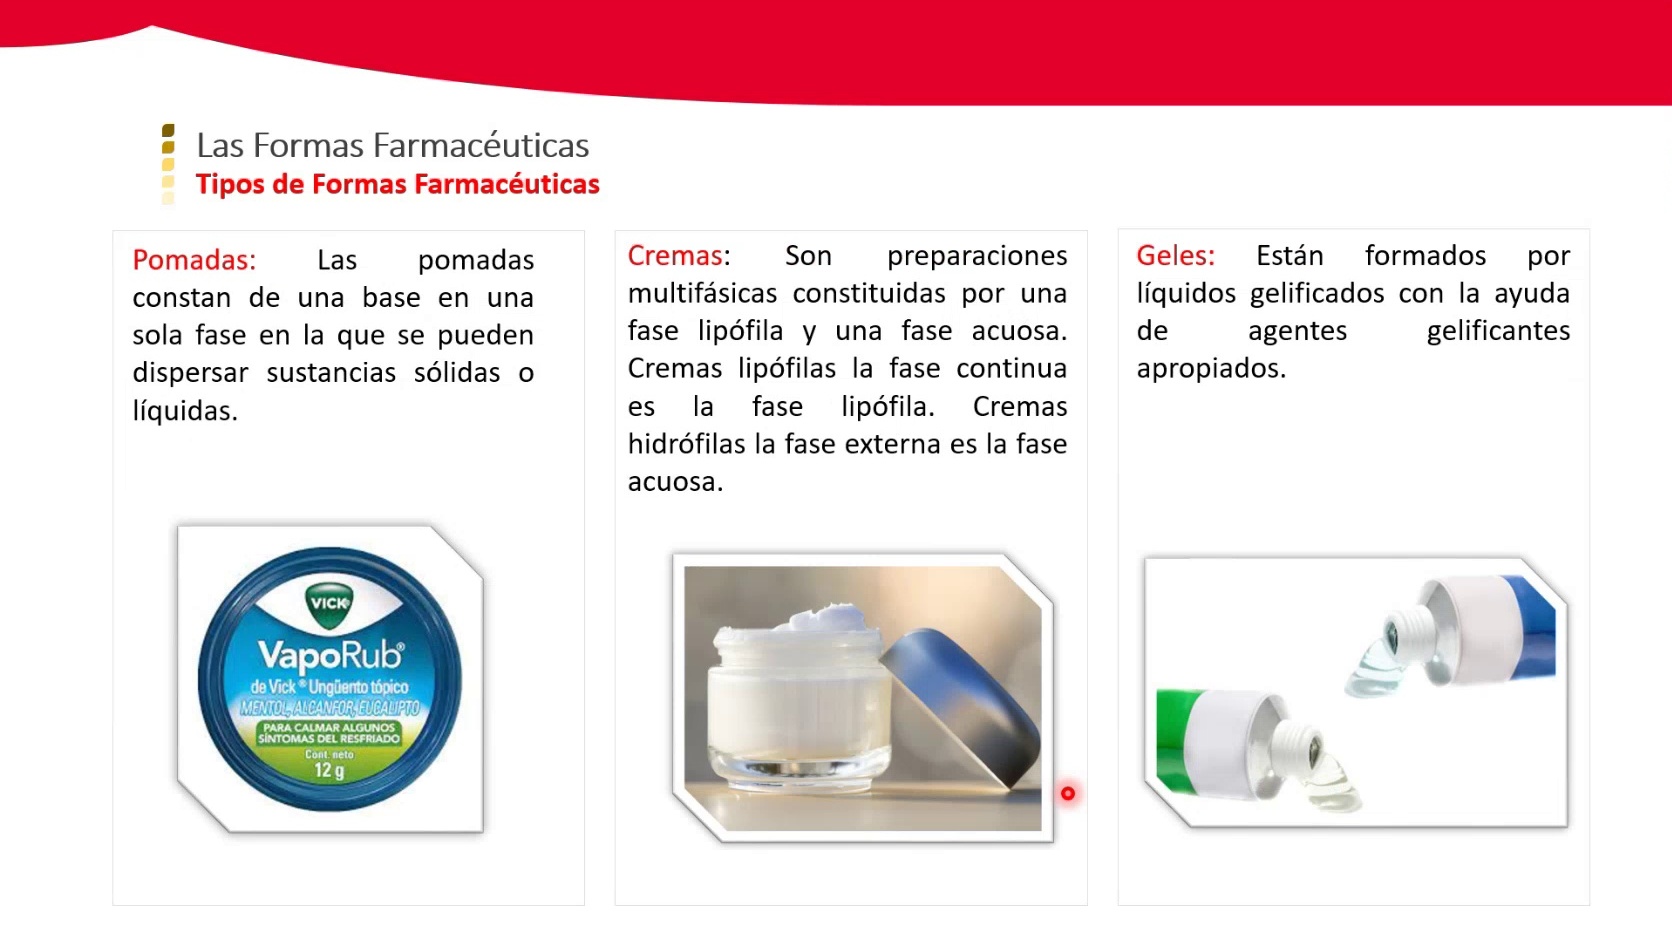 Las Formas Farmacéuticas
Tipos de Formas Farmacéuticas
Pomadas: Las pomadas
constan de una base en una
sola fase en la que se pueden
dispersar sustancias sólidas o
líquidas.
VICK
VapoRub®
de Vick® Ungüento tópico
MENTOL, ALCANFOR, EUCALIPTO
PARA CALMAR ALGUNOS
SÍNTOMAS DEL RESFRIADO
Cont. neto
12 g
Cremas: Son preparaciones
multifásicas constituidas por una
fase lipófila y una fase acuosa.
Cremas lipófilas la fase continua
es la fase lipófila. Cremas
hidrófilas la fase externa es la fase
acuosa.
Geles: Están formados por
líquidos gelificados con la ayuda
de agentes gelificantes
apropiados.